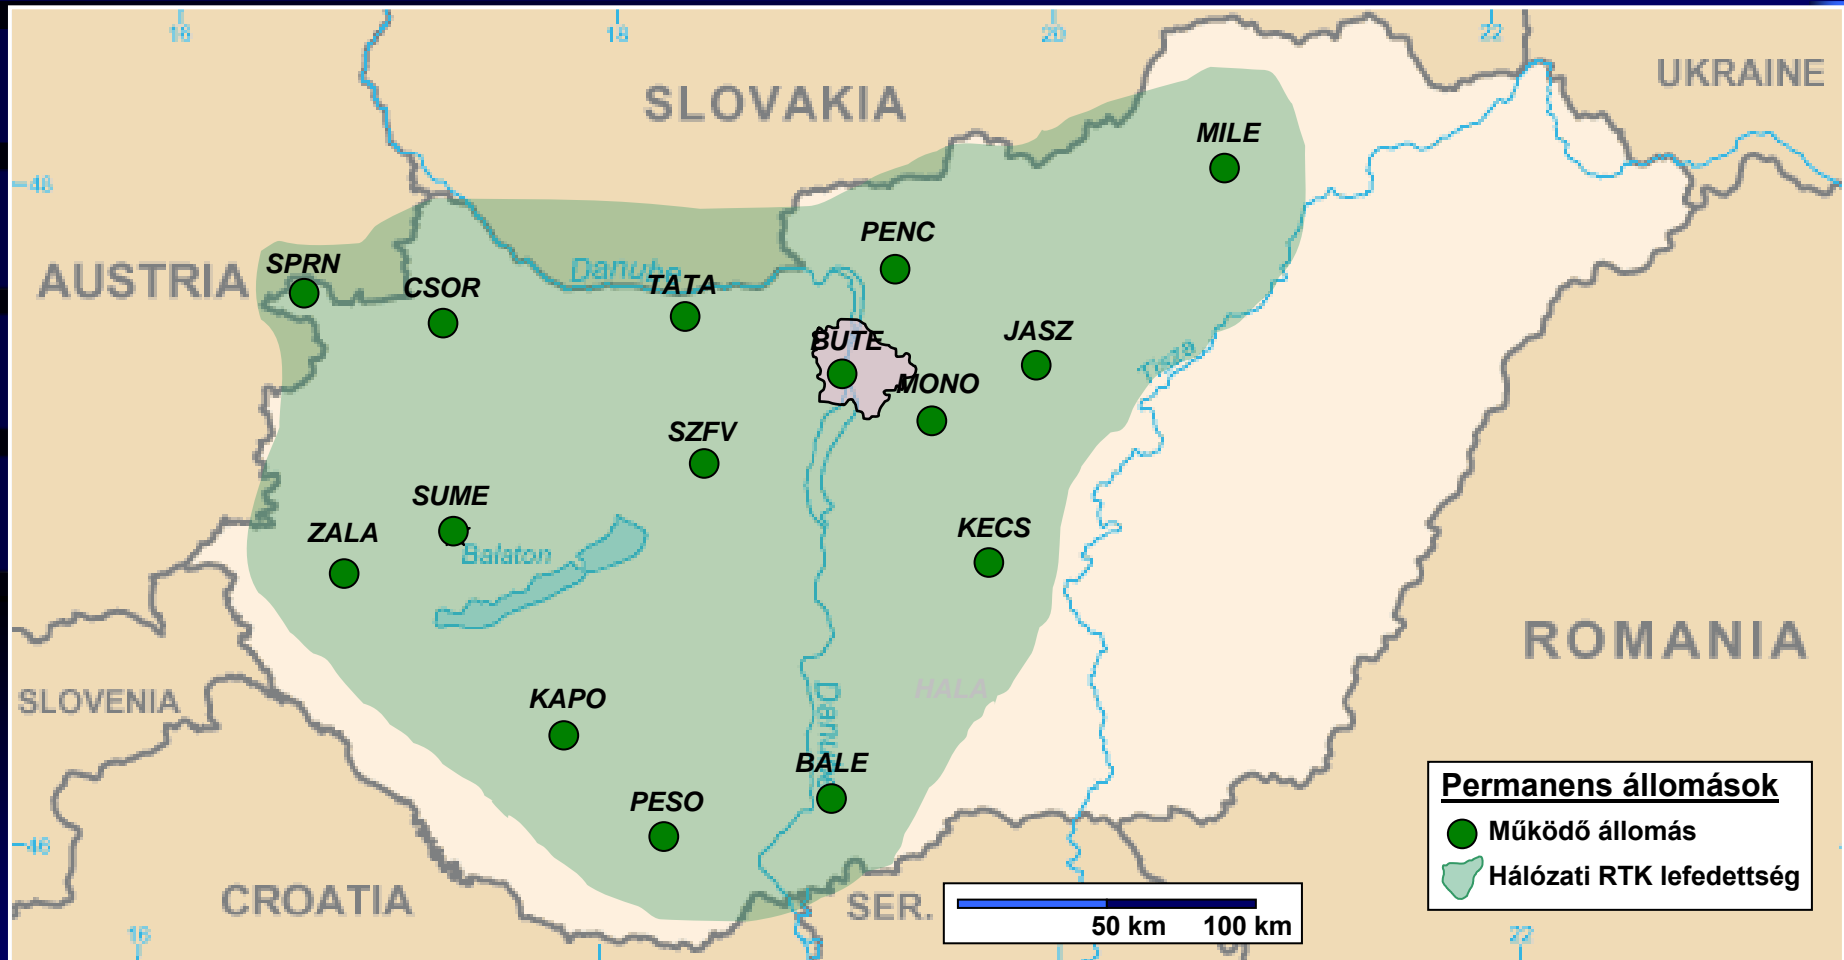 16
18
20
22
UKRAINE
SLOVAKIA
MILE
48
PENC
SPRN
AUSTRIA
Danube
CSOR
TATA
BUTE
JASZ
Tisza
MONO
SZFV
SUME
ZALA
KECS
Balaton
ROMANIA
HALA
SLOVENIA
KAPO
Danube
BALE
PESO
Permanens állomások
Működő állomás
Hálózati RTK lefedettség
46
CROATIA
SER.
50 km 100 km
16
22